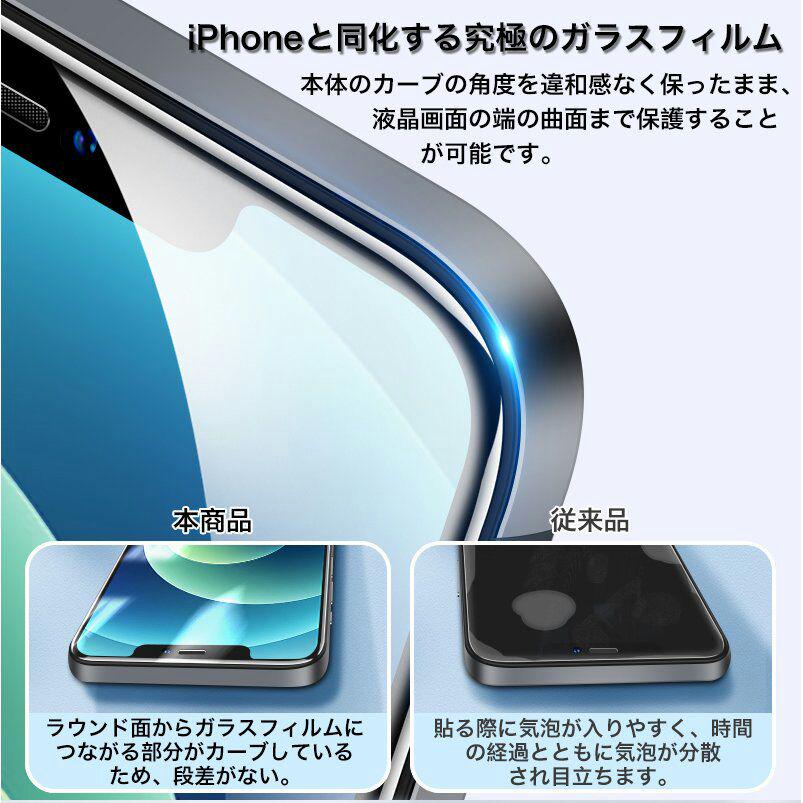 iPhoneと同化する究極のガラスフィルム
本体のカーブの角度を違和感なく保ったまま、
液晶画面の端の曲面まで保護すること
が可能です。
本商品
従来品
ラウンド面からガラスフィルムに
つながる部分がカーブしている
ため、段差がない。
貼る際に気泡が入りやすく、時間
の経過とともに気泡が分散
され目立ちます。